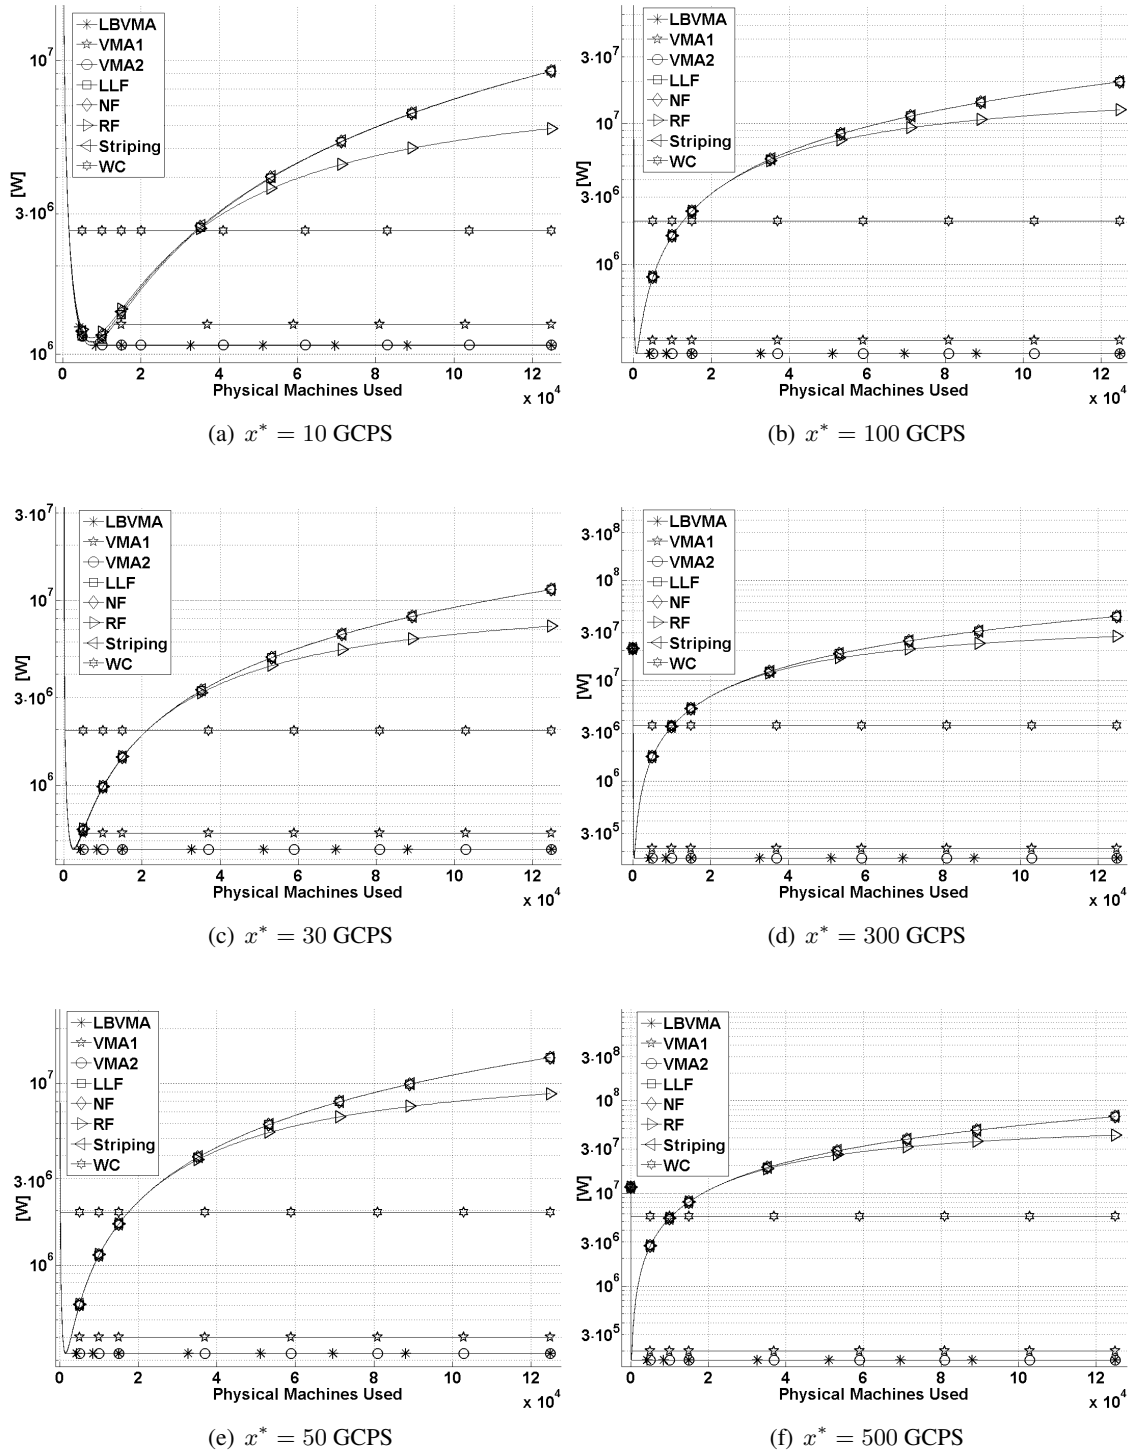 LBVMA
VMA1
VMA2
LLF
NF
RF
Striping
WC
10^7
3·10^6
10^6
[W]
0 2 4 6 8 10 12
Physical Machines Used
x 10^4
(a) x* = 10 GCPS
LBVMA
VMA1
VMA2
LLF
NF
RF
Striping
WC
3·10^7
10^7
3·10^6
10^6
[W]
0 2 4 6 8 10 12
Physical Machines Used
x 10^4
(b) x* = 100 GCPS
LBVMA
VMA1
VMA2
LLF
NF
RF
Striping
WC
3·10^7
10^7
3·10^6
10^6
[W]
0 2 4 6 8 10 12
Physical Machines Used
x 10^4
(c) x* = 30 GCPS
LBVMA
VMA1
VMA2
LLF
NF
RF
Striping
WC
3·10^8
10^8
3·10^7
10^7
3·10^6
10^6
3·10^5
[W]
0 2 4 6 8 10 12
Physical Machines Used
x 10^4
(d) x* = 300 GCPS
LBVMA
VMA1
VMA2
LLF
NF
RF
Striping
WC
10^7
3·10^6
10^6
[W]
0 2 4 6 8 10 12
Physical Machines Used
x 10^4
(e) x* = 50 GCPS
LBVMA
VMA1
VMA2
LLF
NF
RF
Striping
WC
3·10^8
10^8
3·10^7
10^7
3·10^6
10^6
3·10^5
[W]
0 2 4 6 8 10 12
Physical Machines Used
x 10^4
(f) x* = 500 GCPS